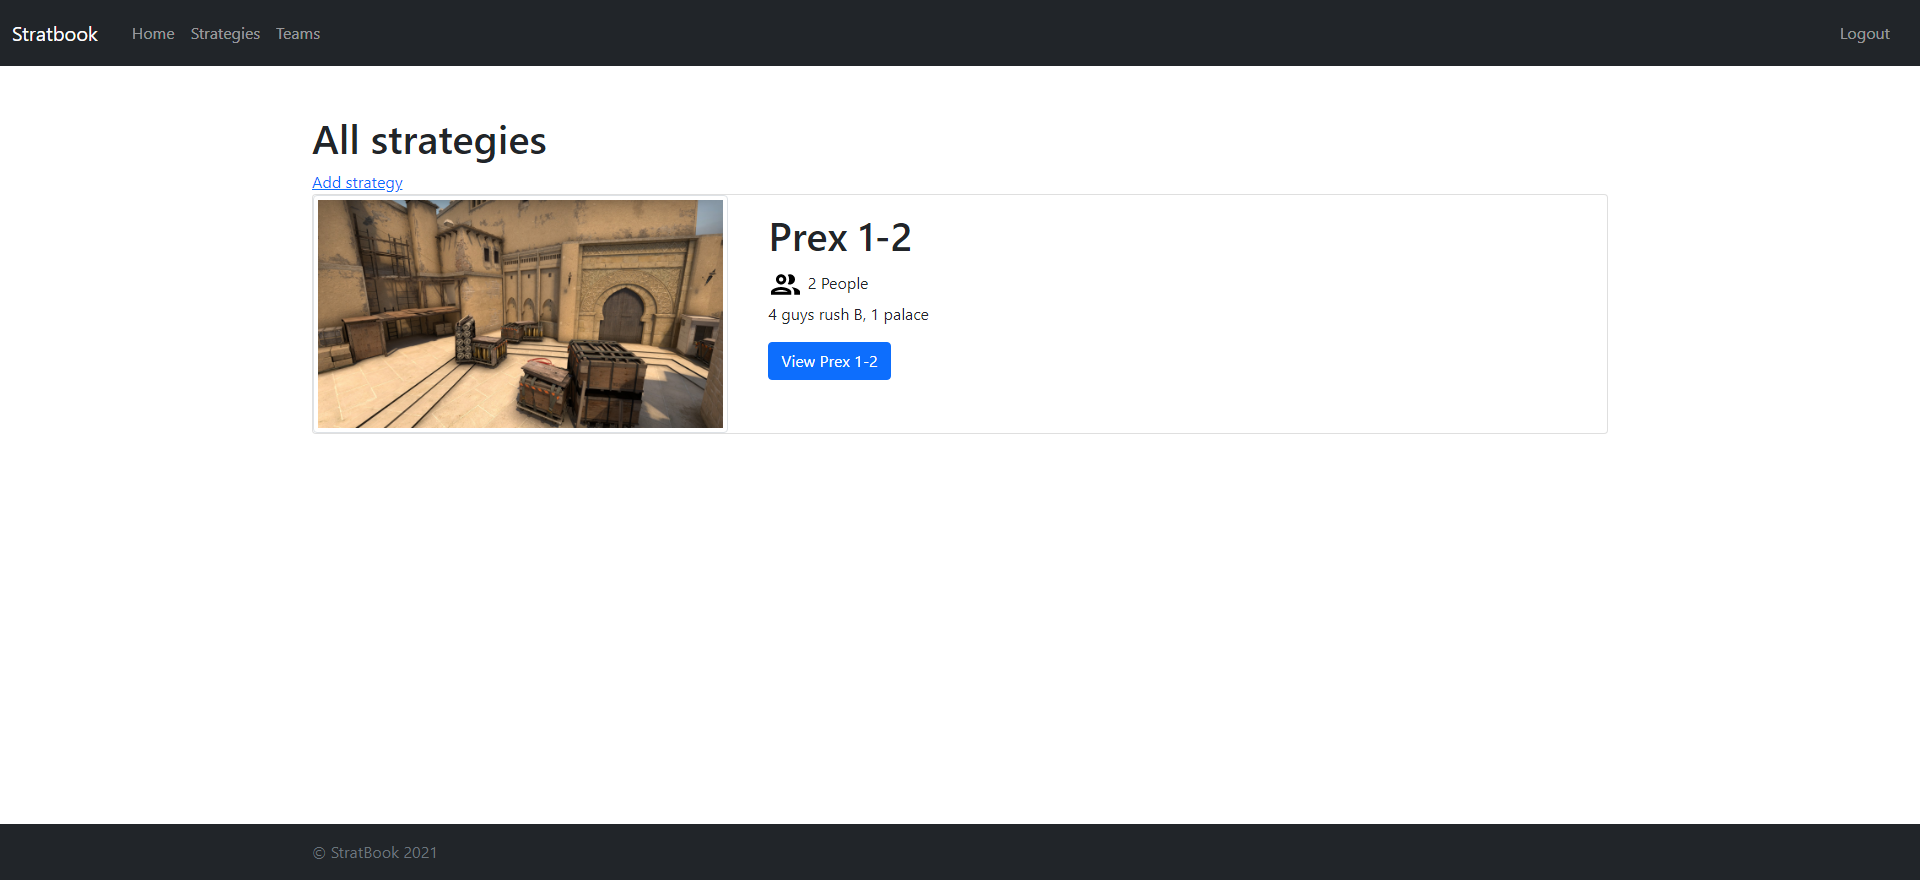 Stratbook Home Strategies Teams Logout
All strategies
Add strategy
Prex 1-2
2 People
4 guys rush B, 1 palace
View Prex 1-2
© StratBook 2021